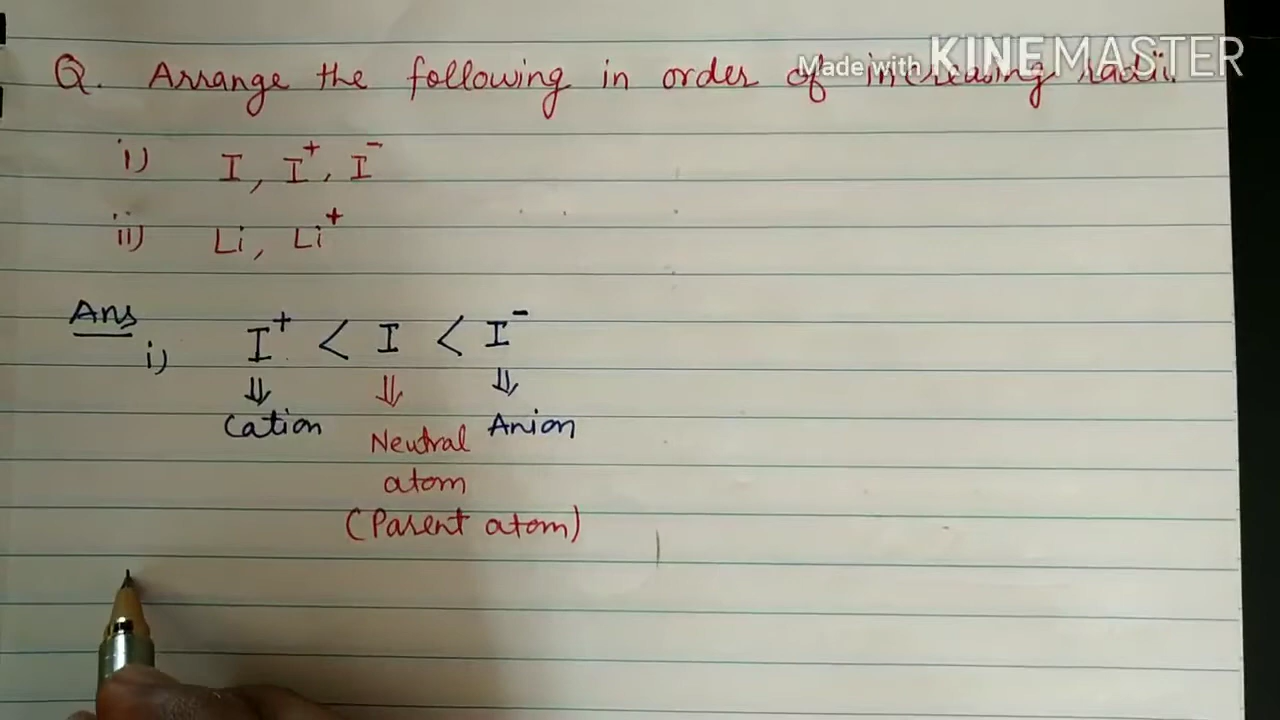 Made with KINEMASTER
Q. Arrange the following in order of increasing radii.
i) I, I⁺, I⁻
ii) Li, Li⁺
Ans
i) I⁺ < I < I⁻
⇓ ⇓ ⇓
Cation Neutral Anion
atom
(Parent atom)